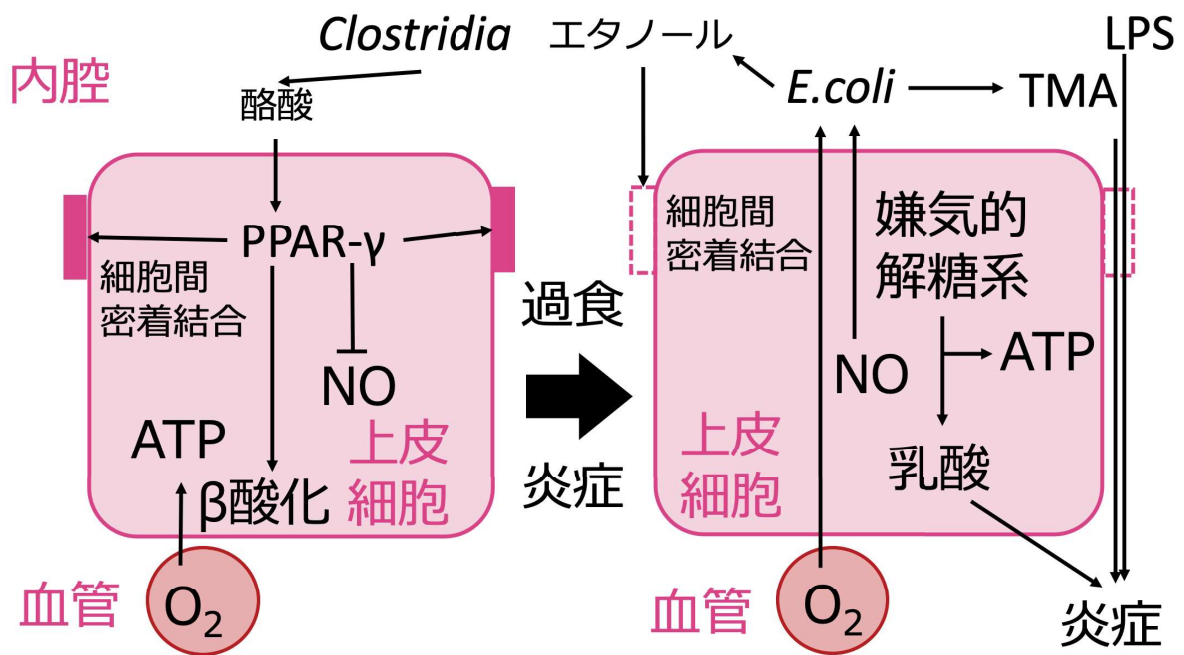 内腔
Clostridia
酪酸
PPAR-γ
細胞間
密着結合
NO
ATP
β酸化
上皮
細胞
血管
O₂
過食
炎症
エタノール
E.coli
TMA
LPS
細胞間
密着結合
嫌気的
解糖系
NO
ATP
乳酸
上皮
細胞
血管
O₂
炎症